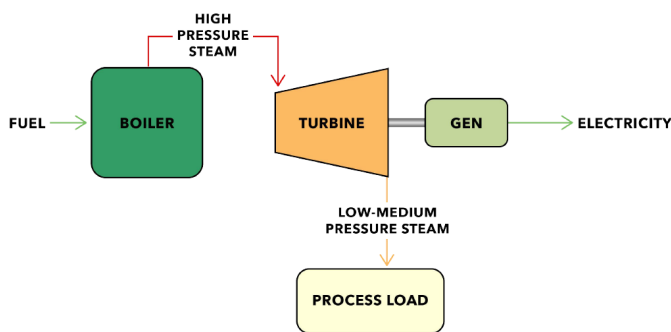 HIGH
PRESSURE
STEAM
FUEL
BOILER
TURBINE
GEN
ELECTRICITY
LOW-MEDIUM
PRESSURE STEAM
PROCESS LOAD